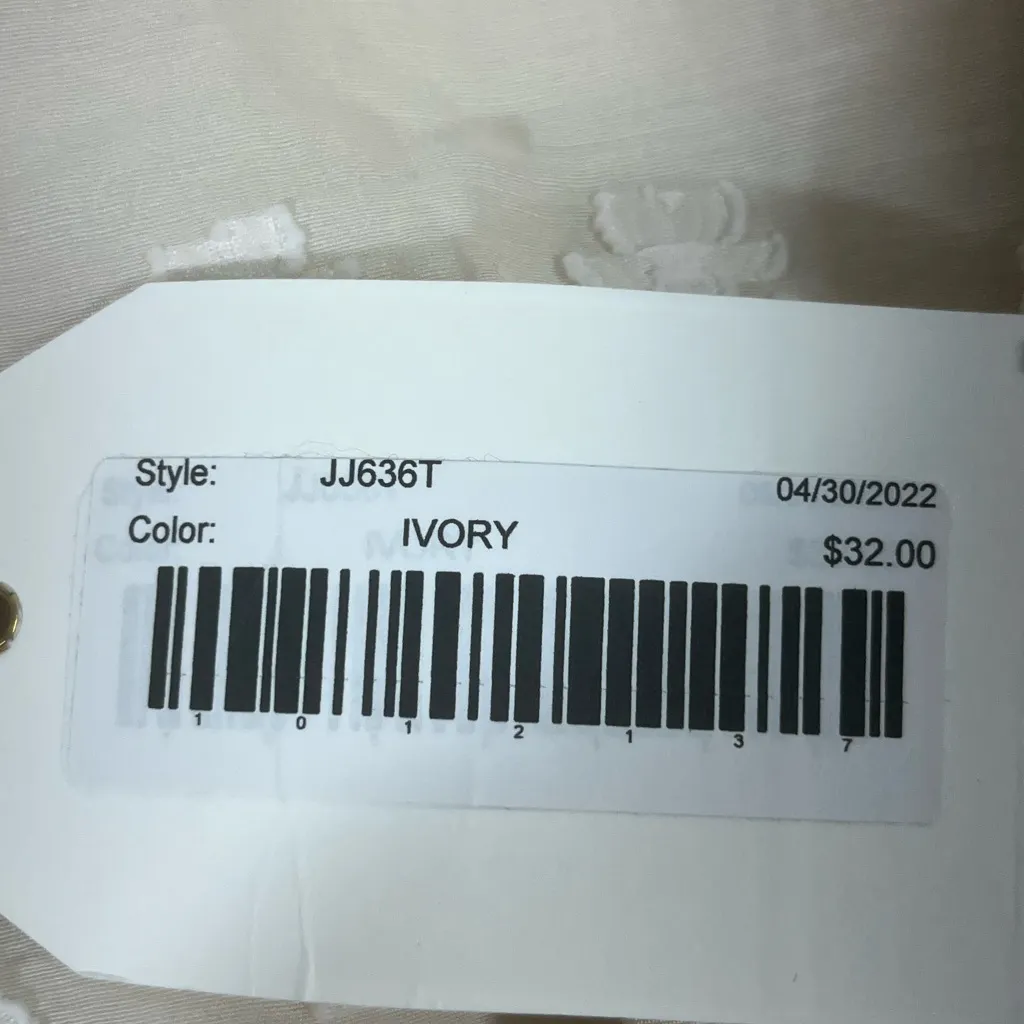 Style: JJ636T 04/30/2022
Color: IVORY $32.00
1 0 1 2 1 3 7